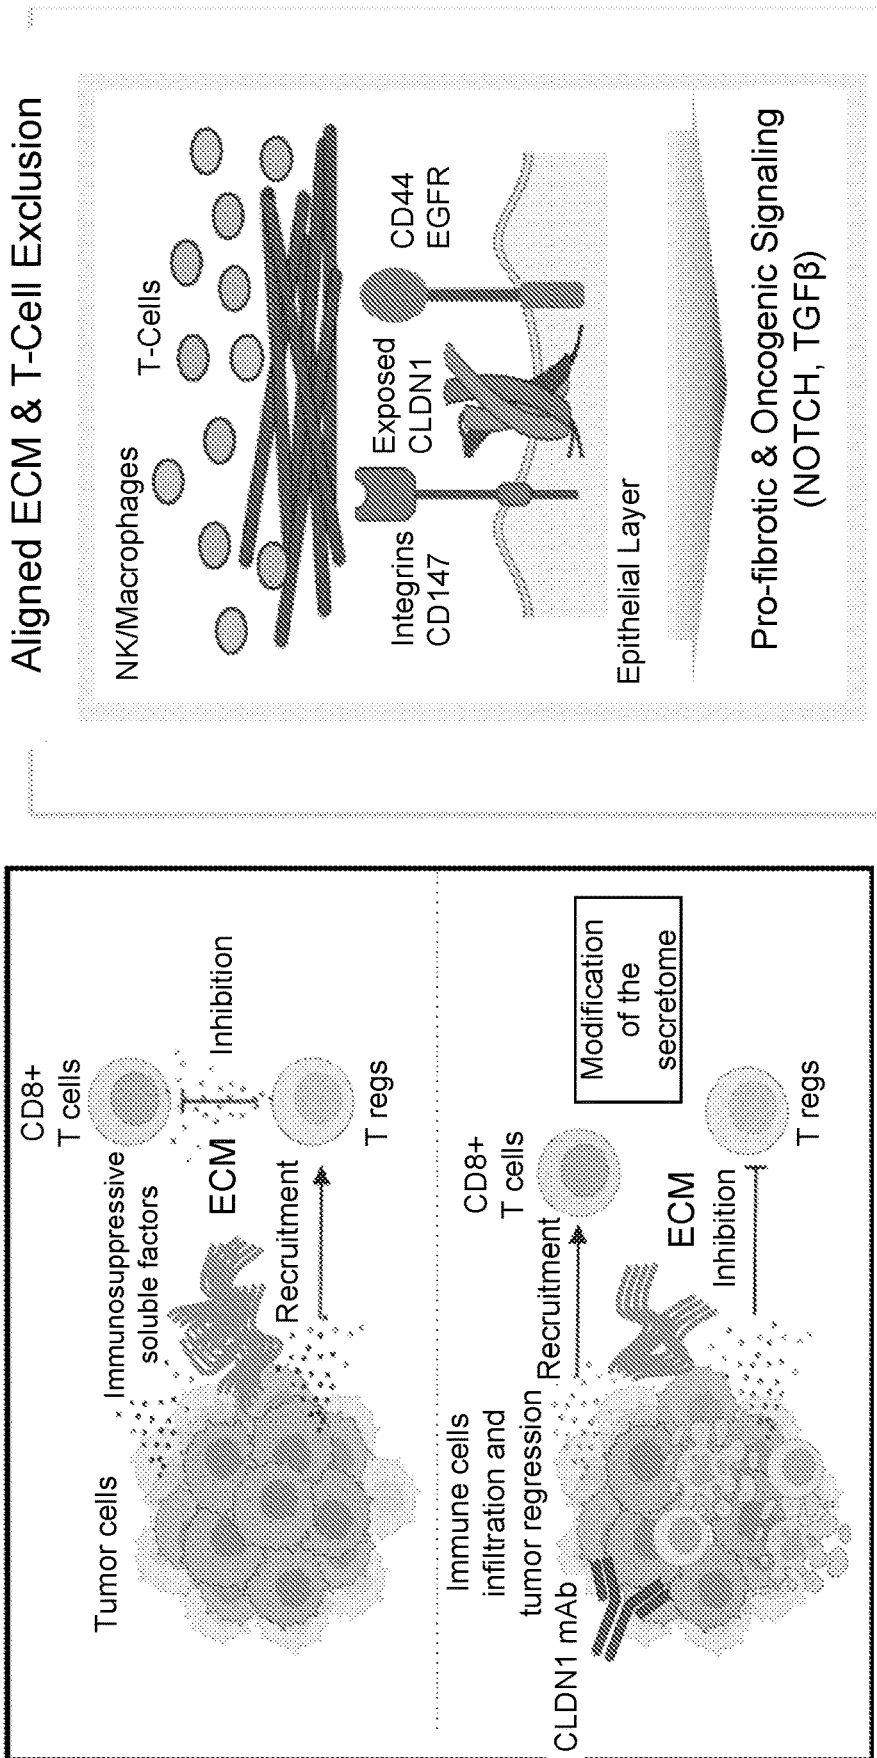 CD8+
T cells
Immunosuppressive
soluble factors
Tumor cells
ECM
Inhibition
Recruitment
T regs
CD8+
T cells
Immune cells
infiltration and
tumor regression
Recruitment
CLDN1 mAb
Modification
of the
secretome
ECM
Inhibition
T regs
Aligned ECM & T-Cell Exclusion
NK/Macrophages
T-Cells
Integrins
CD147
Exposed
CLDN1
CD44
EGFR
Epithelial Layer
Pro-fibrotic & Oncogenic Signaling
(NOTCH, TGFβ)